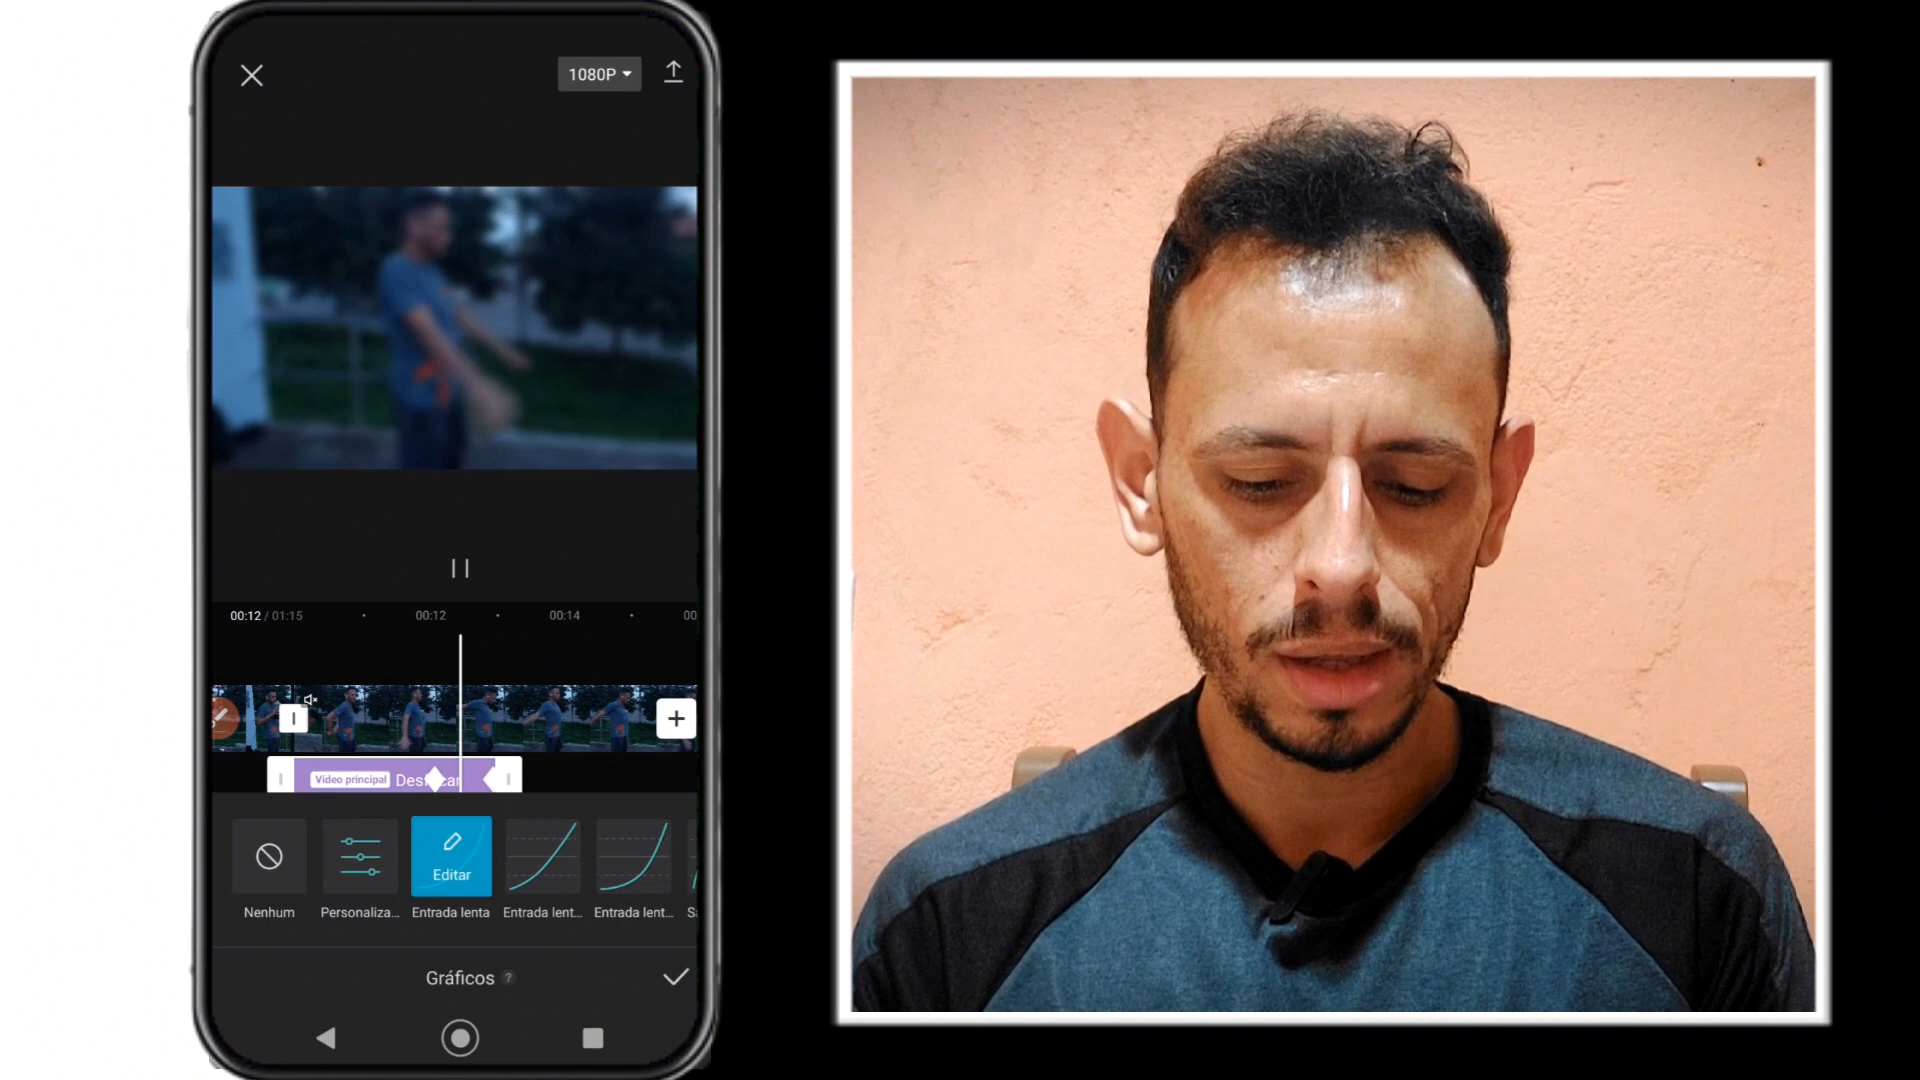 1080P
00:12 / 01:15
00:12
00:14
00
Vídeo principal
Editar
Nenhum
Personaliza...
Entrada lenta
Entrada lent...
Entrada lent...
Gráficos ?